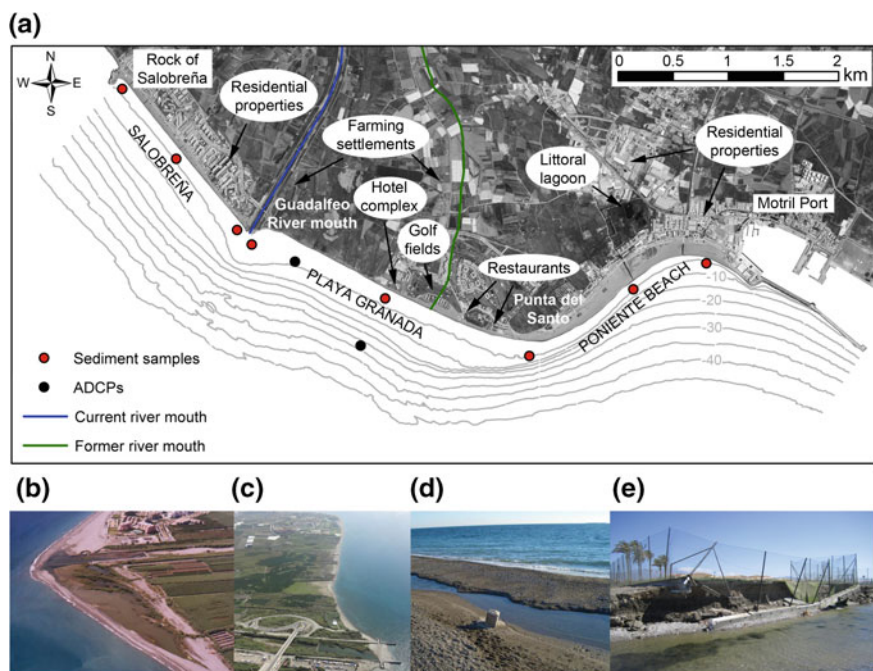 (a)
N
W E
S
Rock of
Salobreña
Residential
properties
0 0.5 1 1.5 2
km
SALOBREÑA
Farming
settlements
Littoral
lagoon
Residential
properties
Motril Port
Guadalfeo
River mouth
Hotel
complex
Golf
fields
PLAYA GRANADA
Restaurants
Punta del
Santo
PONIENTE BEACH
-10
-20
-30
-40
Sediment samples
ADCPs
Current river mouth
Former river mouth
(b) (c) (d) (e)